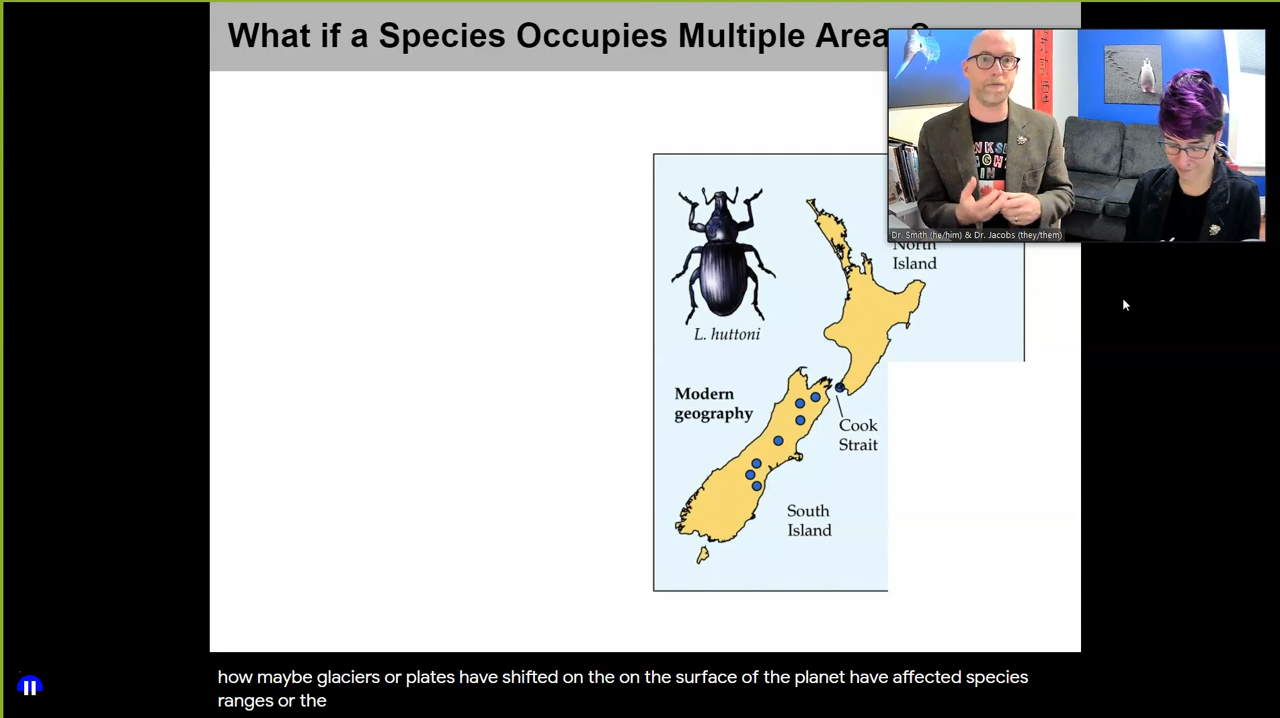 What if a Species Occupies Multiple Area
Dr. Smith (he/him) & Dr. Jacobs (they/them)
North
Island
L. huttoni
Modern
geography
Cook
Strait
South
Island
how maybe glaciers or plates have shifted on the on the surface of the planet have affected species
ranges or the